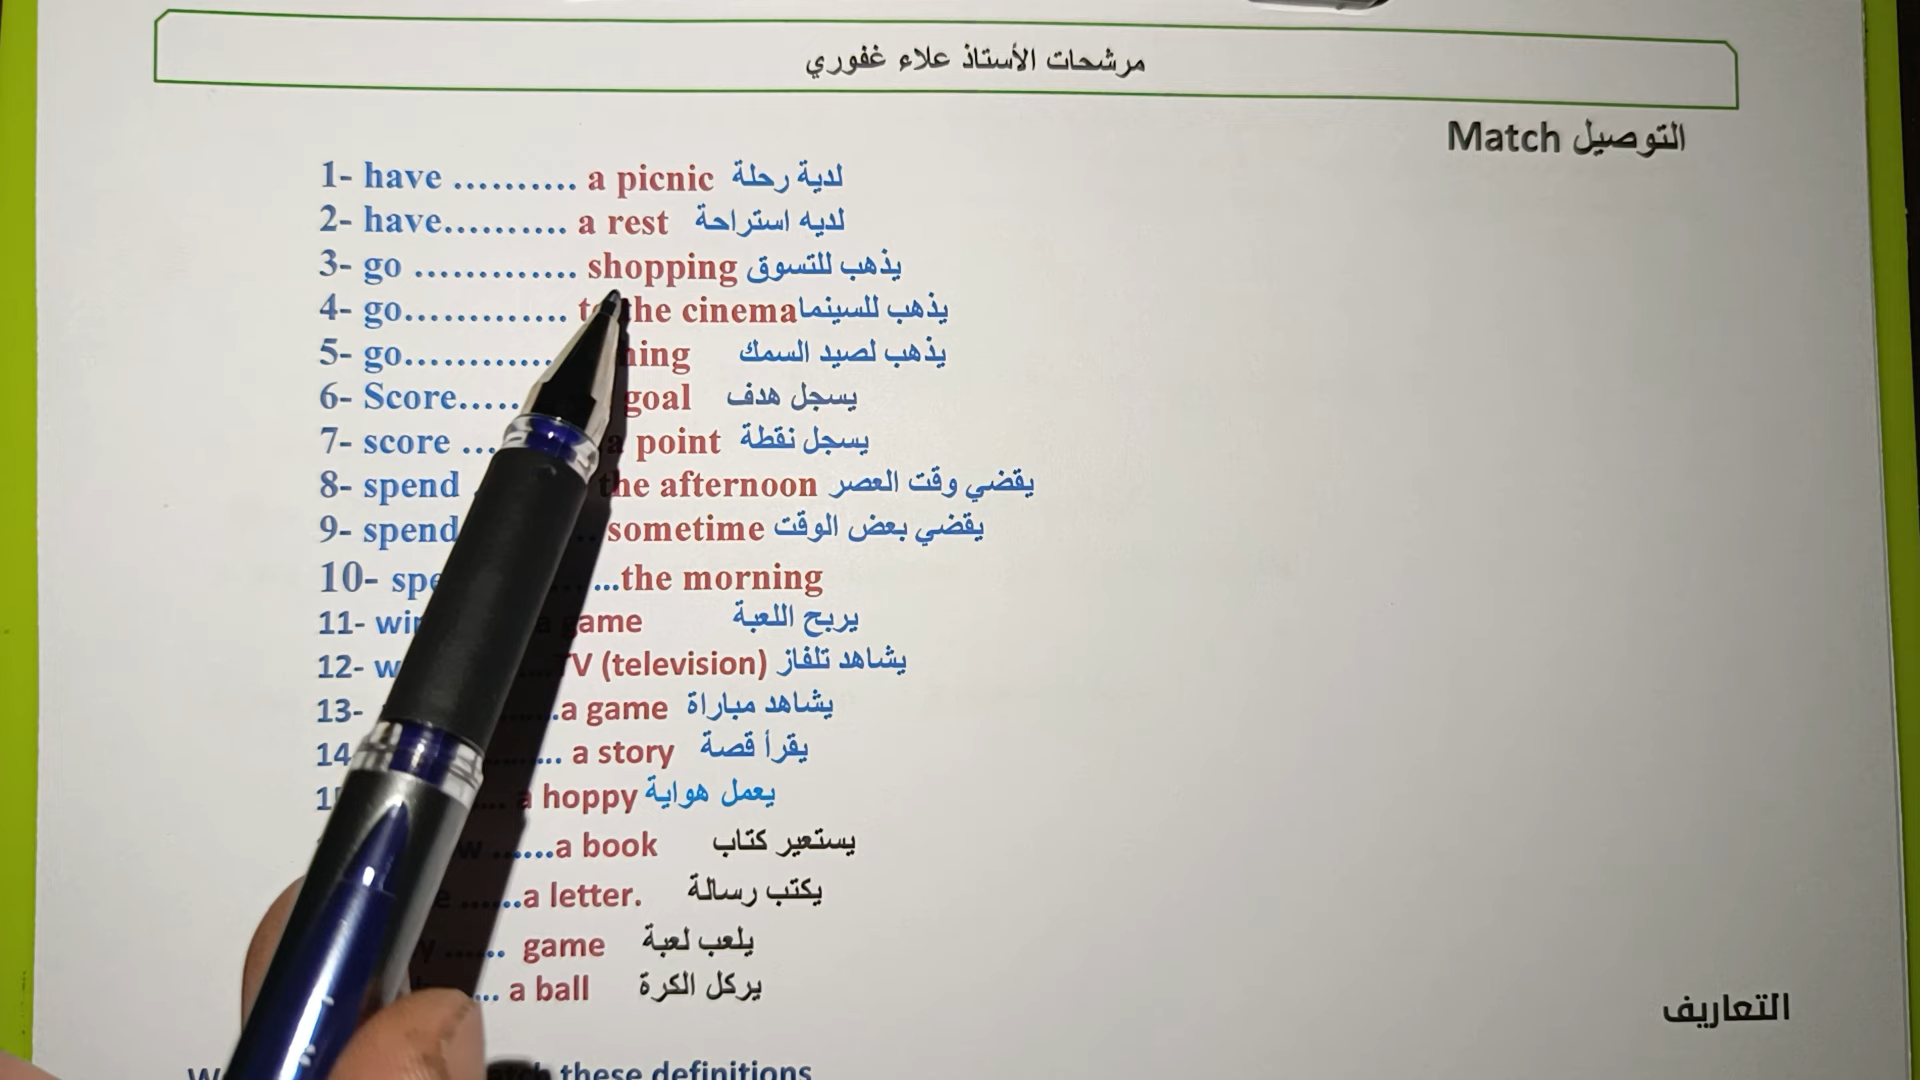 مرشحات الأستاذ علاء غفوري
التوصيل Match
1- have .......... a picnic لدية رحلة
2- have.......... a rest لديه استراحة
3- go ............. shopping يذهب للتسوق
4- go............. the cinema يذهب للسينما
5- go............. يذهب لصيد السمك
6- Score..... goal يسجل هدف
7- score ... a point يسجل نقطة
8- spend the afternoon يقضي وقت العصر
9- spend sometime يقضي بعض الوقت
10- ...the morning
11- a game يربح اللعبة
12- TV (television) يشاهد تلفاز
13- a game يشاهد مباراة
14 a story يقرأ قصة
a hoppy يعمل هواية
......a book يستعير كتاب
......a letter. يكتب رسالة
...... game يلعب لعبة
... a ball يركل الكرة
التعاريف
these definitions